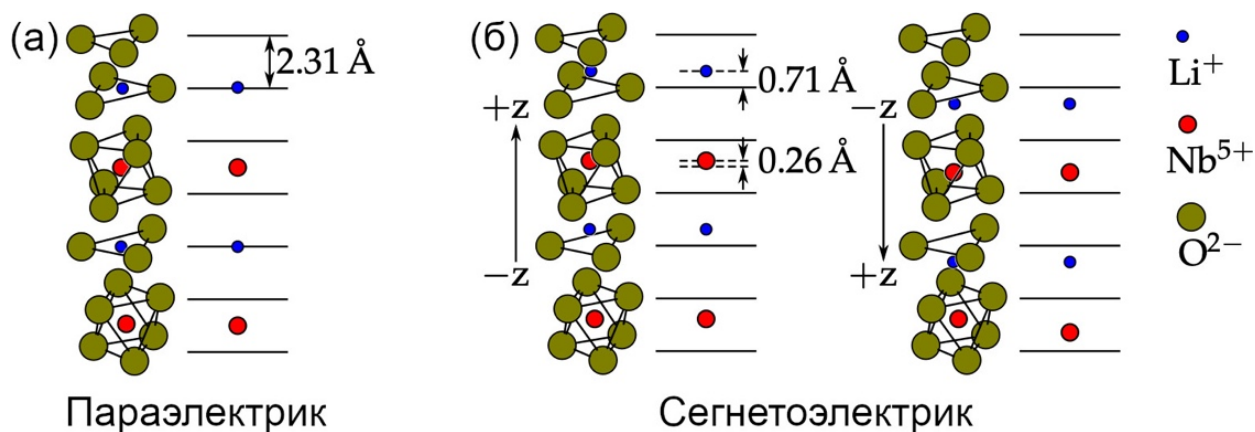 (а)
2.31 Å
Параэлектрик
(б)
+z
−z
0.71 Å
0.26 Å
−z
+z
Сегнетоэлектрик
Li⁺
Nb⁵⁺
O²⁻